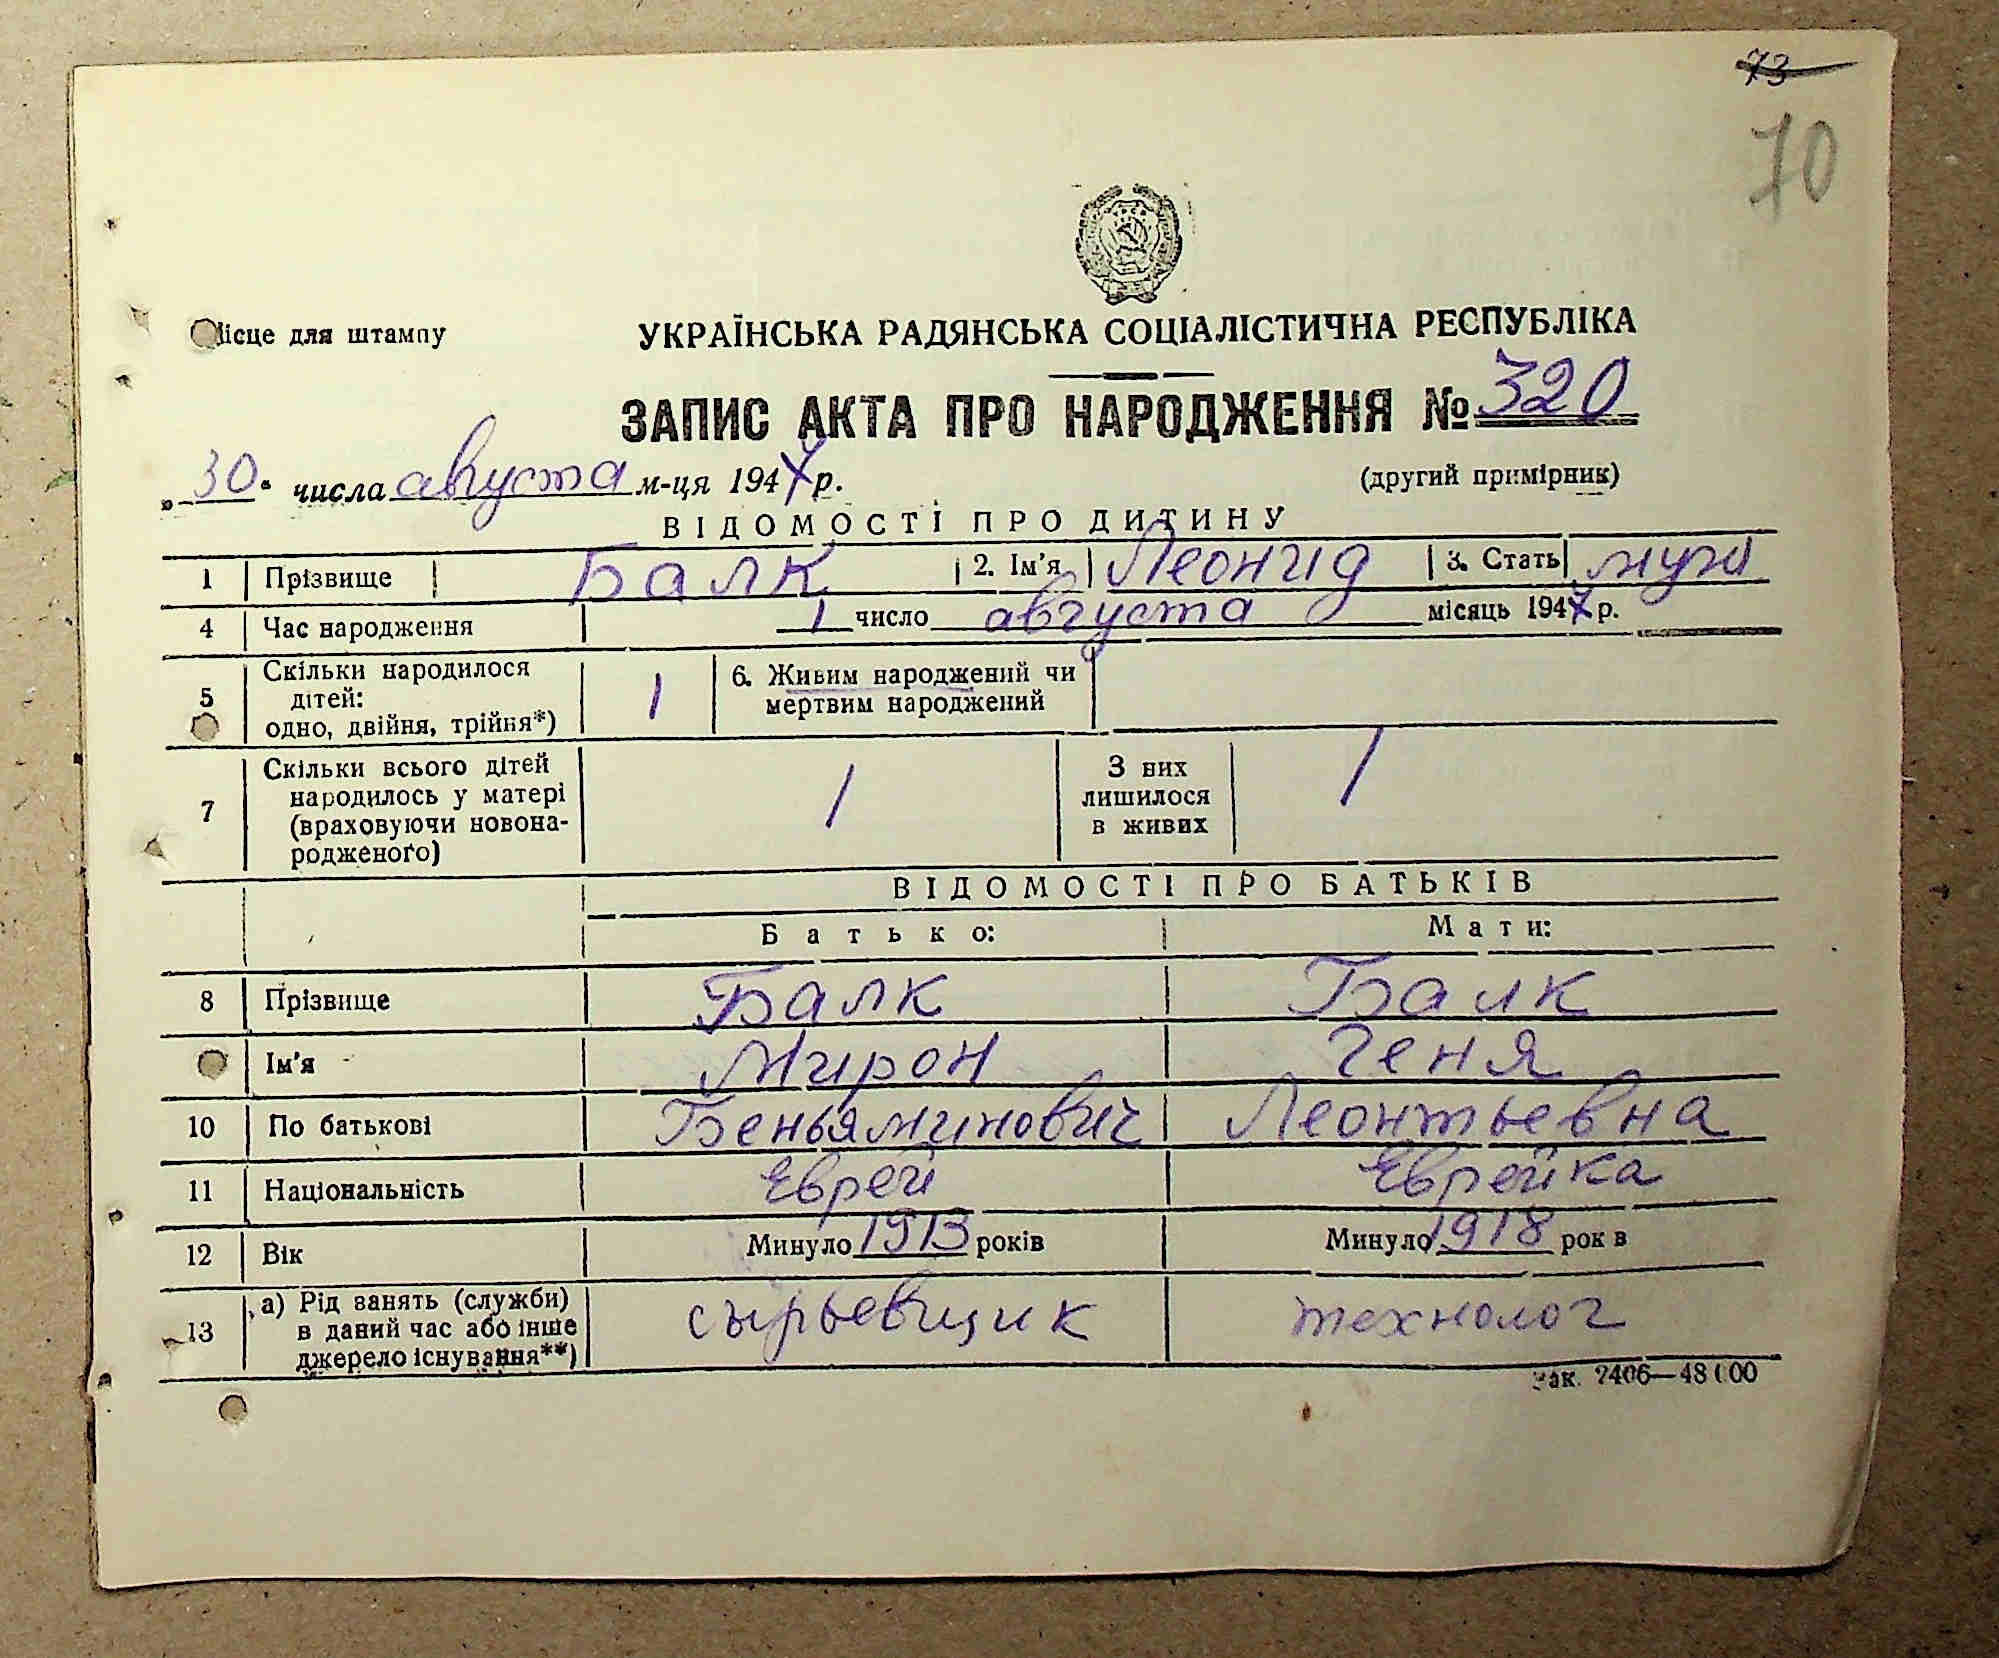 73
70
Місце для штампу
УКРАЇНСЬКА РАДЯНСЬКА СОЦІАЛІСТИЧНА РЕСПУБЛІКА
ЗАПИС АКТА ПРО НАРОДЖЕННЯ № 320
„30“ числа августа м-ця 1947 р.
(другий примірник)
ВІДОМОСТІ ПРО ДИТИНУ
1 Прізвище Балк 2. Ім'я Леонид 3. Стать муж
4 Час народження 1 число августа місяць 1947 р.
5 Скільки народилося дітей: одно, двійня, трійня*) 1 6. Живим народжений чи мертвим народжений
7 Скільки всього дітей народилось у матері (враховуючи новонародженого) 1 З них лишилося в живих 1
ВІДОМОСТІ ПРО БАТЬКІВ
Батько: Мати:
8 Прізвище Балк Балк
Ім'я Мирон Геня
10 По батькові Беньяминович Леонтьевна
11 Національність Еврей Еврейка
12 Вік Минуло 1913 років Минуло 1918 рок в
13 а) Рід занять (служби) в даний час або інше джерело існування**) сырьевщик технолог
Зак. 2406—48000